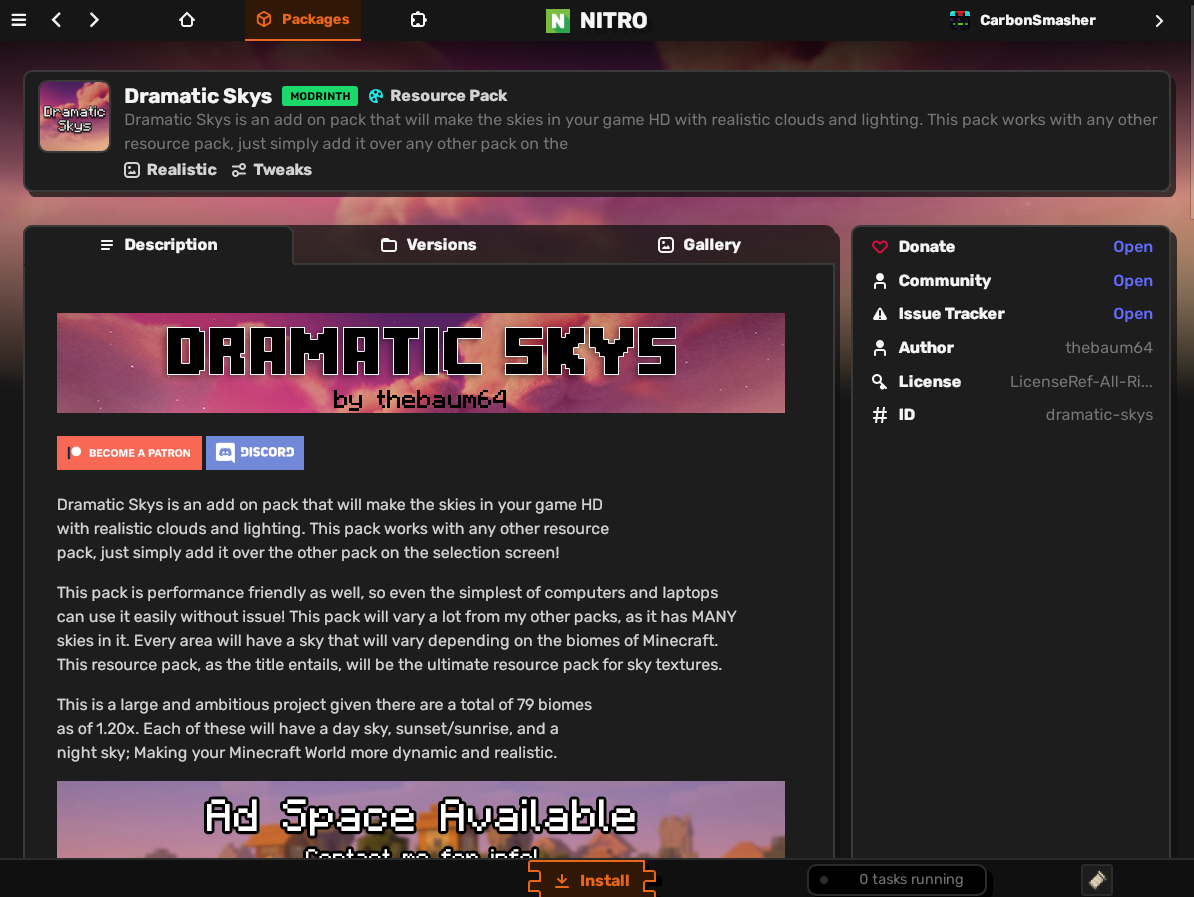 Packages
N NITRO
CarbonSmasher
Dramatic Skys
Dramatic Skys MODRINTH Resource Pack
Dramatic Skys is an add on pack that will make the skies in your game HD with realistic clouds and lighting. This pack works with any other
resource pack, just simply add it over any other pack on the
Realistic Tweaks
Description
Versions
Gallery
DRAMATIC SKYS
by thebaum64
BECOME A PATRON
DISCORD
Dramatic Skys is an add on pack that will make the skies in your game HD
with realistic clouds and lighting. This pack works with any other resource
pack, just simply add it over the other pack on the selection screen!
This pack is performance friendly as well, so even the simplest of computers and laptops
can use it easily without issue! This pack will vary a lot from my other packs, as it has MANY
skies in it. Every area will have a sky that will vary depending on the biomes of Minecraft.
This resource pack, as the title entails, will be the ultimate resource pack for sky textures.
This is a large and ambitious project given there are a total of 79 biomes
as of 1.20x. Each of these will have a day sky, sunset/sunrise, and a
night sky; Making your Minecraft World more dynamic and realistic.
Ad Space Available
Contact me for info!
Donate Open
Community Open
Issue Tracker Open
Author thebaum64
License LicenseRef-All-Ri...
ID dramatic-skys
Install
0 tasks running